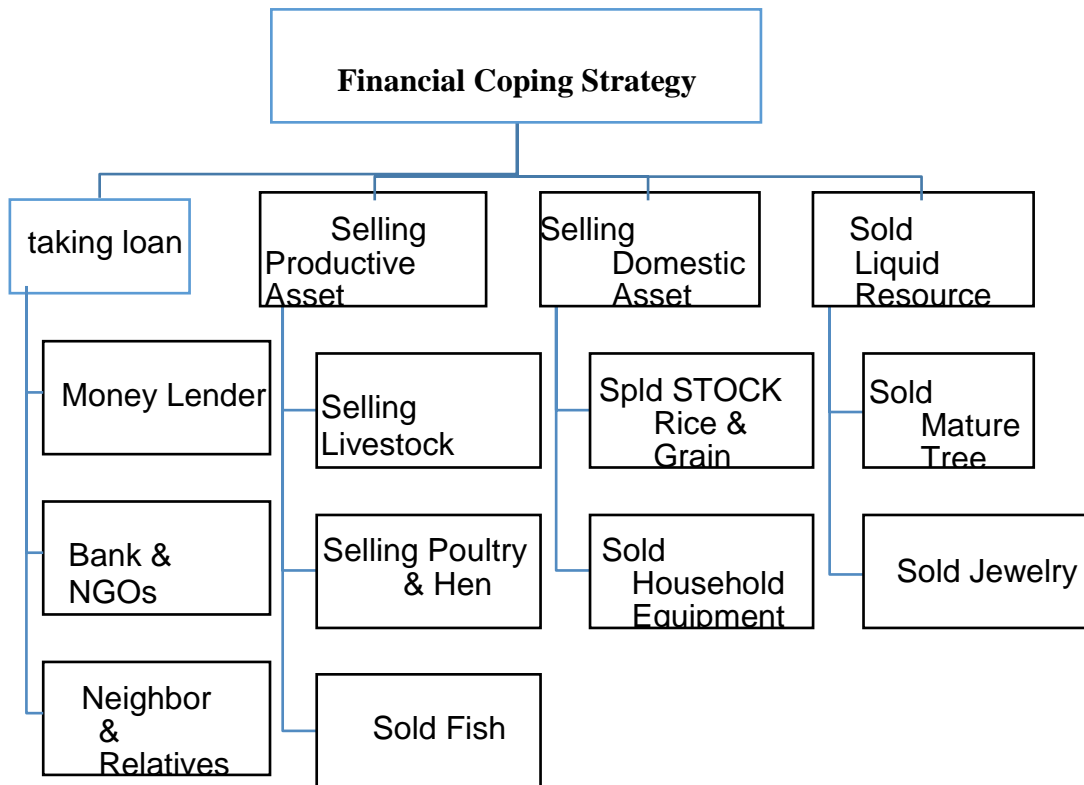 Financial Coping Strategy
taking loan
Money Lender
Bank &
NGOs
Neighbor
&
Relatives
Selling
Productive
Asset
Selling
Livestock
Selling Poultry
& Hen
Sold Fish
Selling
Domestic
Asset
Spld STOCK
Rice &
Grain
Sold
Household
Equipment
Sold
Liquid
Resource
Sold
Mature
Tree
Sold Jewelry